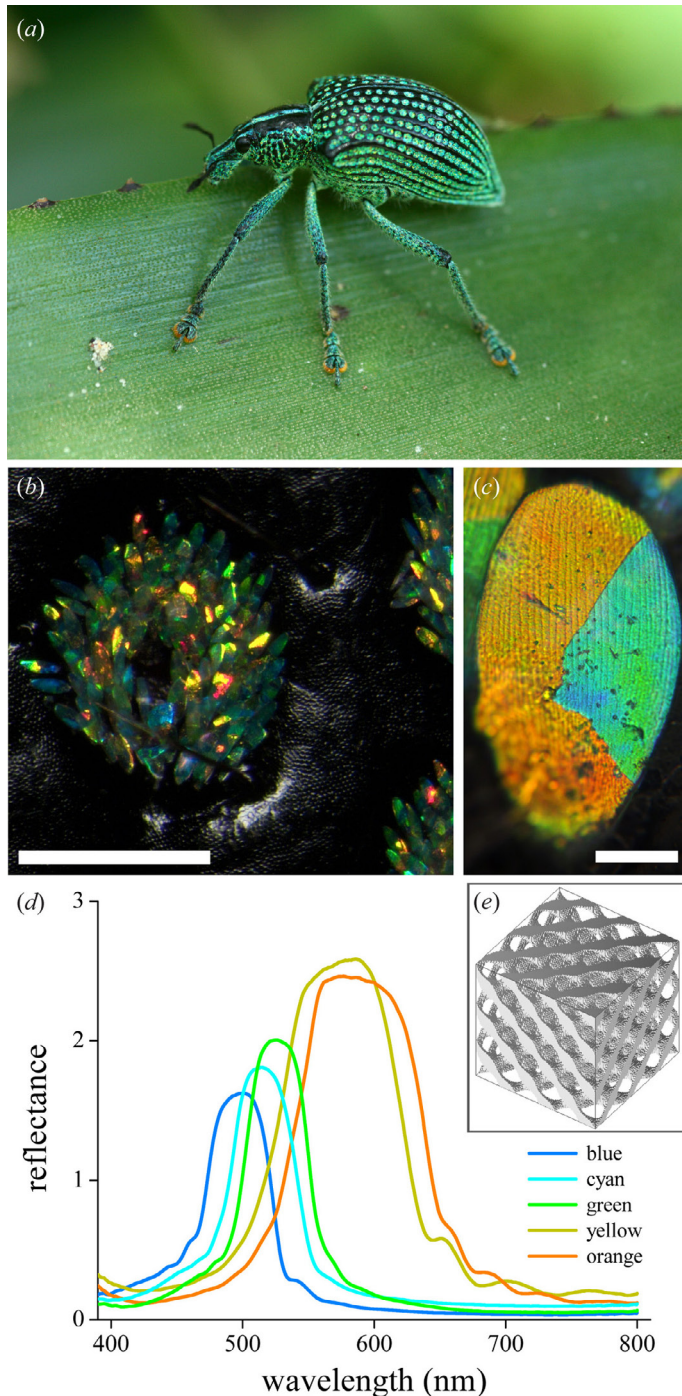 (a)
(b)
(c)
(d)
(e)
3
2
1
0
reflectance
400
500
600
700
800
wavelength (nm)
blue
cyan
green
yellow
orange